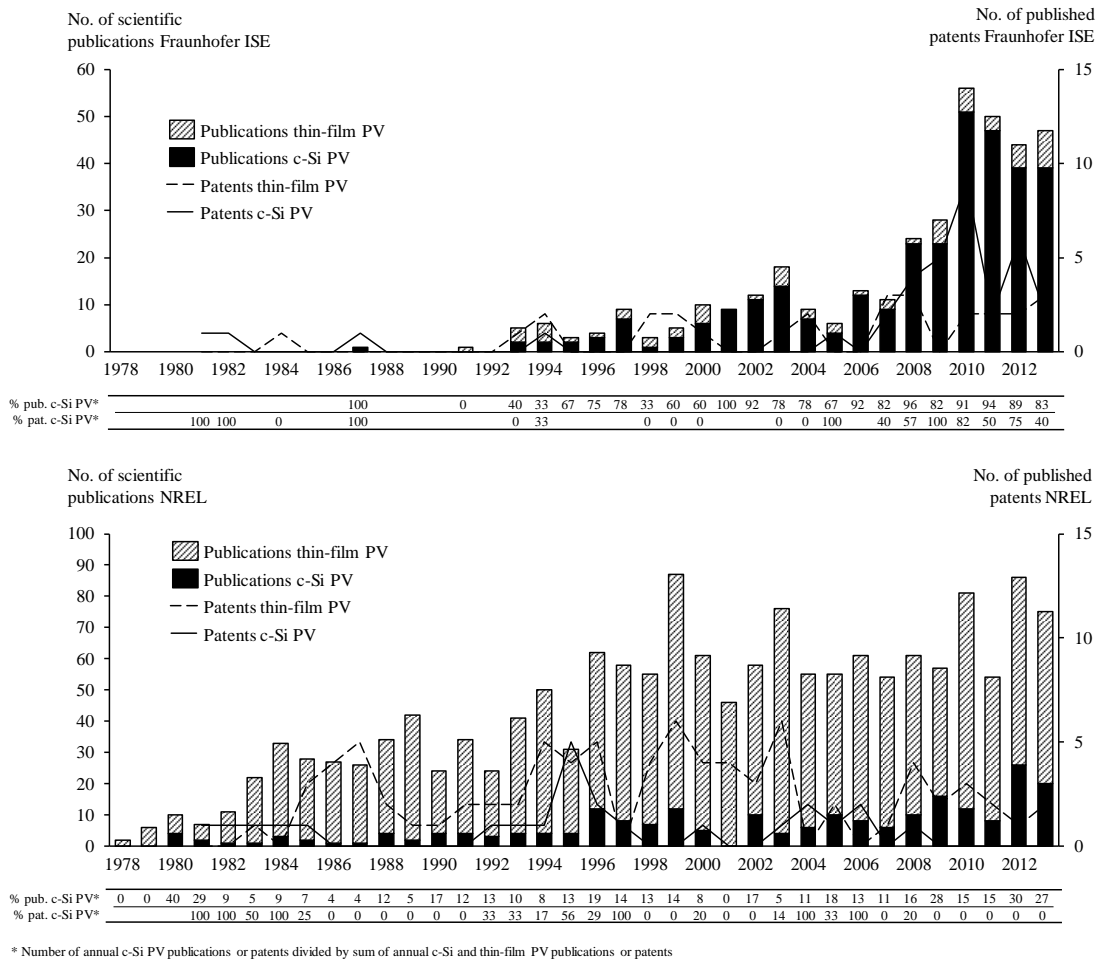 No. of scientific
publications Fraunhofer ISE
No. of published
patents Fraunhofer ISE
60
50
40
30
20
10
0
15
10
5
0
Publications thin-film PV
Publications c-Si PV
Patents thin-film PV
Patents c-Si PV
1978 1980 1982 1984 1986 1988 1990 1992 1994 1996 1998 2000 2002 2004 2006 2008 2010 2012
% pub. c-Si PV* 100 0 40 33 67 75 78 33 60 60 100 92 78 78 67 92 82 96 82 91 94 89 83
% pat. c-Si PV* 100 100 0 100 0 33 0 0 0 0 0 100 40 57 100 82 50 75 40
No. of scientific
publications NREL
No. of published
patents NREL
100
90
80
70
60
50
40
30
20
10
0
15
10
5
0
Publications thin-film PV
Publications c-Si PV
Patents thin-film PV
Patents c-Si PV
1978 1980 1982 1984 1986 1988 1990 1992 1994 1996 1998 2000 2002 2004 2006 2008 2010 2012
% pub. c-Si PV* 0 0 40 29 9 5 9 7 4 4 12 5 17 12 13 10 8 13 19 14 13 14 8 0 17 5 11 18 13 11 16 28 15 15 30 27
% pat. c-Si PV* 100 100 50 100 25 0 0 0 0 0 0 33 33 17 56 29 100 0 0 20 0 0 14 100 33 100 0 20 0 0 0 0 0
* Number of annual c-Si PV publications or patents divided by sum of annual c-Si and thin-film PV publications or patents